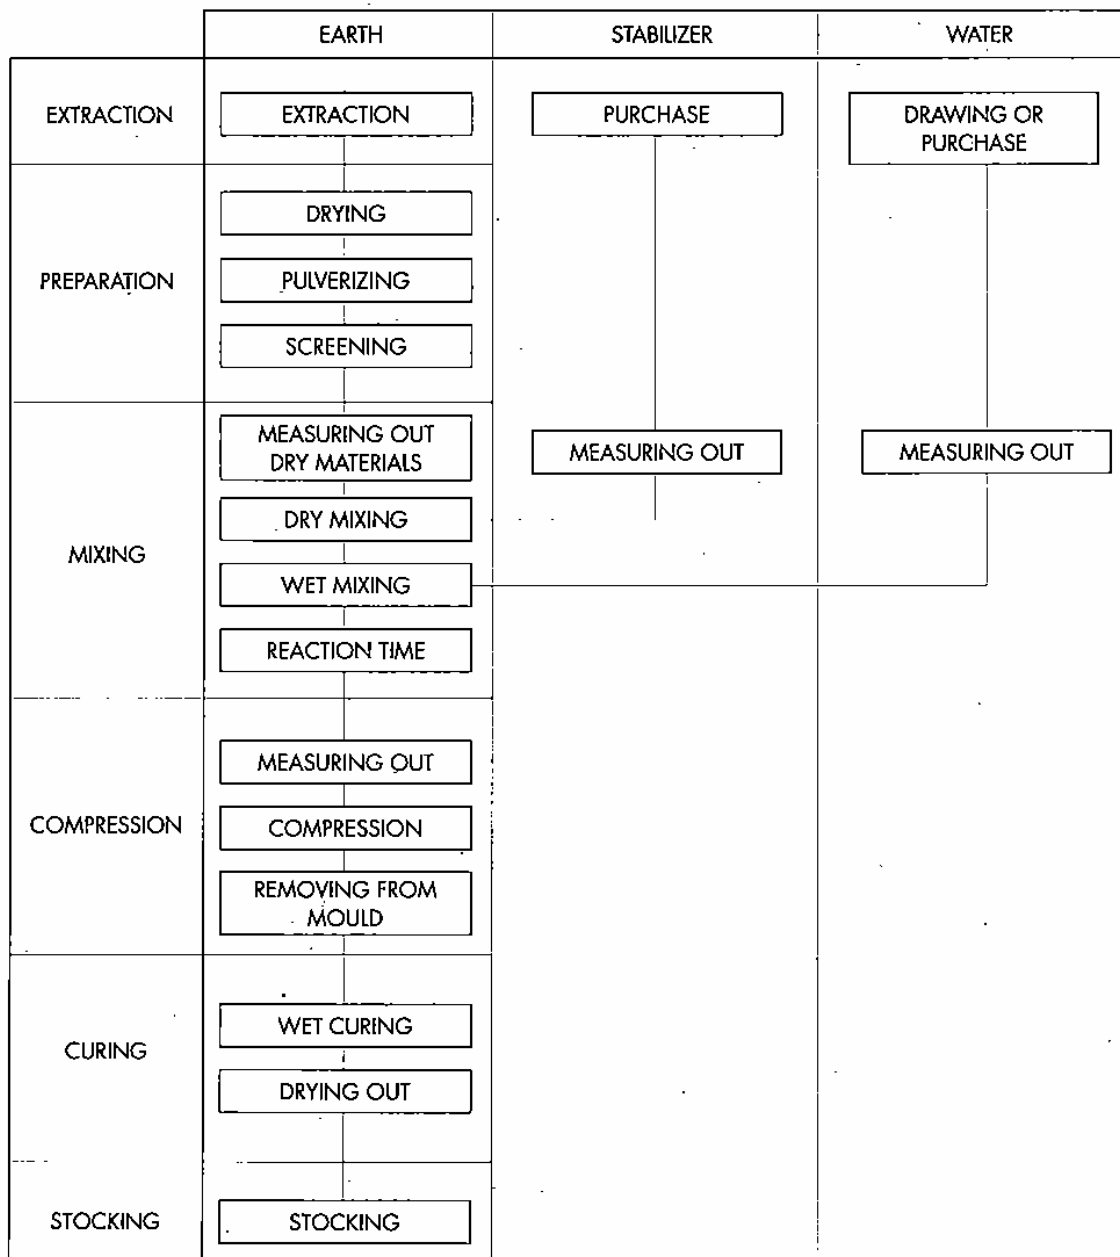 EARTH STABILIZER WATER
EXTRACTION EXTRACTION PURCHASE DRAWING OR
PURCHASE
DRYING
PREPARATION PULVERIZING
SCREENING
MEASURING OUT
DRY MATERIALS MEASURING OUT MEASURING OUT
DRY MIXING
MIXING
WET MIXING
REACTION TIME
MEASURING OUT
COMPRESSION COMPRESSION
REMOVING FROM
MOULD
WET CURING
CURING
DRYING OUT
STOCKING STOCKING